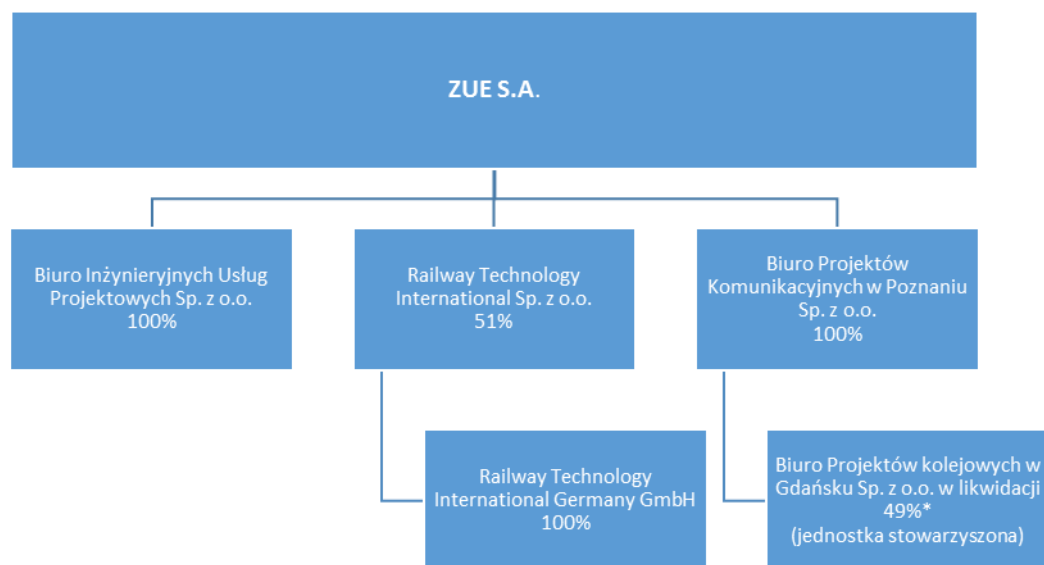 ZUE S.A.
Biuro Inżynieryjnych Usług
Projektowych Sp. z o.o.
100%
Railway Technology
International Sp. z o.o.
51%
Biuro Projektów
Komunikacyjnych w Poznaniu
Sp. z o.o.
100%
Railway Technology
International Germany GmbH
100%
Biuro Projektów kolejowych w
Gdańsku Sp. z o.o. w likwidacji
49%*
(jednostka stowarzyszona)